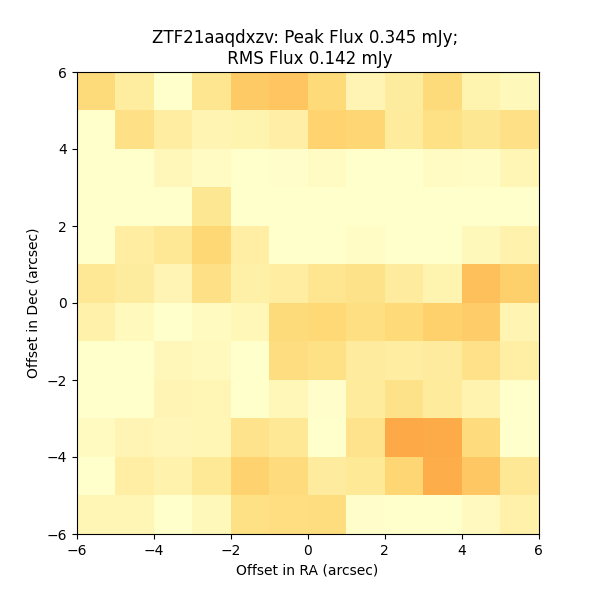 ZTF21aaqdxzv: Peak Flux 0.345 mJy;
RMS Flux 0.142 mJy
6
4
2
0
−2
−4
−6
Offset in Dec (arcsec)
−6 −4 −2 0 2 4 6
Offset in RA (arcsec)